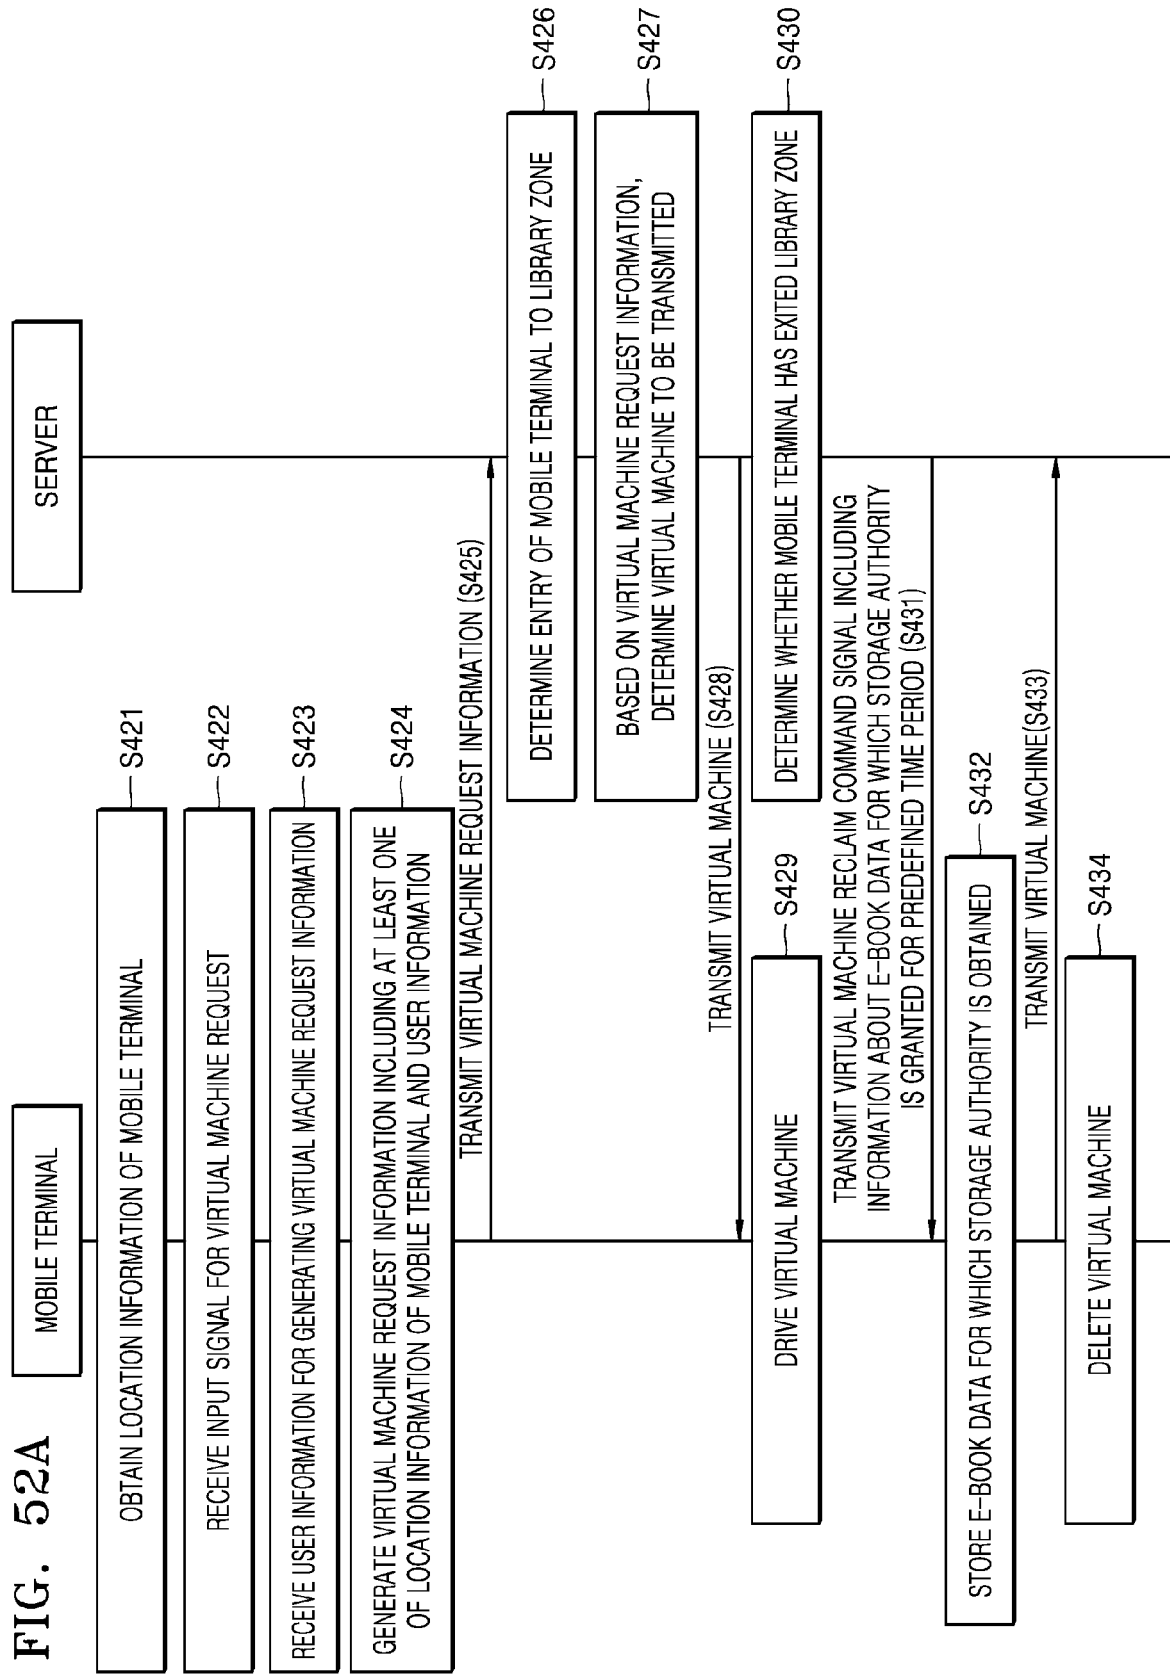 FIG. 52A
MOBILE TERMINAL
SERVER
OBTAIN LOCATION INFORMATION OF MOBILE TERMINAL
S421
RECEIVE INPUT SIGNAL FOR VIRTUAL MACHINE REQUEST
S422
RECEIVE USER INFORMATION FOR GENERATING VIRTUAL MACHINE REQUEST INFORMATION
S423
GENERATE VIRTUAL MACHINE REQUEST INFORMATION INCLUDING AT LEAST ONE
OF LOCATION INFORMATION OF MOBILE TERMINAL AND USER INFORMATION
S424
TRANSMIT VIRTUAL MACHINE REQUEST INFORMATION (S425)
DETERMINE ENTRY OF MOBILE TERMINAL TO LIBRARY ZONE
S426
BASED ON VIRTUAL MACHINE REQUEST INFORMATION,
DETERMINE VIRTUAL MACHINE TO BE TRANSMITTED
S427
TRANSMIT VIRTUAL MACHINE (S428)
DRIVE VIRTUAL MACHINE
S429
DETERMINE WHETHER MOBILE TERMINAL HAS EXITED LIBRARY ZONE
S430
TRANSMIT VIRTUAL MACHINE RECLAIM COMMAND SIGNAL INCLUDING
INFORMATION ABOUT E-BOOK DATA FOR WHICH STORAGE AUTHORITY
IS GRANTED FOR PREDEFINED TIME PERIOD (S431)
STORE E-BOOK DATA FOR WHICH STORAGE AUTHORITY IS OBTAINED
S432
TRANSMIT VIRTUAL MACHINE(S433)
DELETE VIRTUAL MACHINE
S434